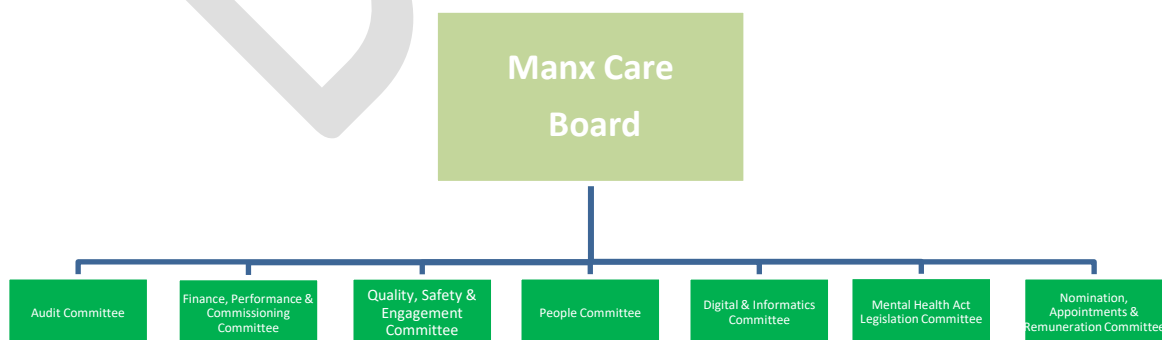 Manx Care
Board
Audit Committee
Finance, Performance &
Commissioning
Committee
Quality, Safety &
Engagement
Committee
People Committee
Digital & Informatics
Committee
Mental Health Act
Legislation Committee
Nomination,
Appointments &
Remuneration Committee